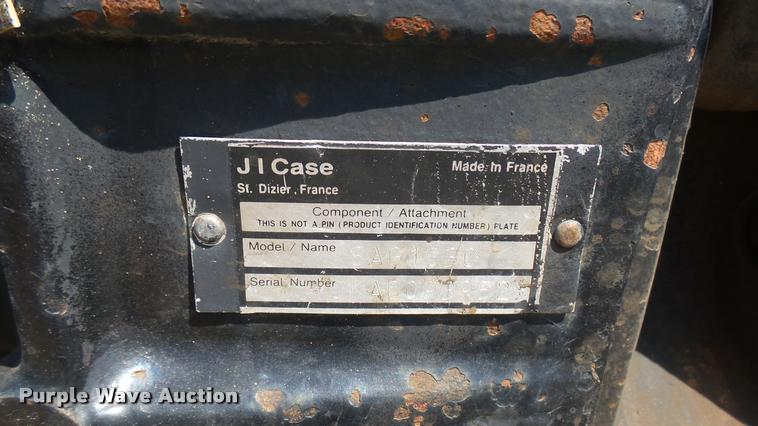 J I Case
Made in France
St. Dizier, France
Component / Attachment
THIS IS NOT A PIN (PRODUCT IDENTIFICATION NUMBER) PLATE
Model / Name
Serial Number
Purple Wave Auction